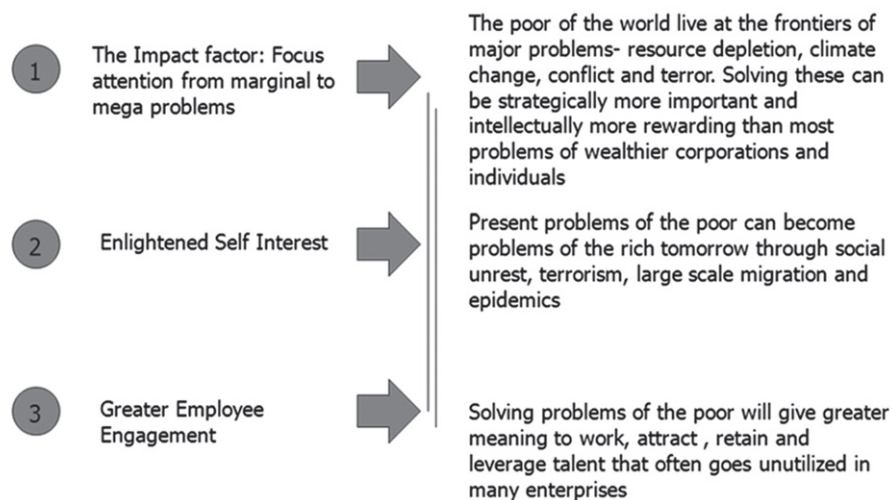 1
The Impact factor: Focus
attention from marginal to
mega problems
The poor of the world live at the frontiers of
major problems- resource depletion, climate
change, conflict and terror. Solving these can
be strategically more important and
intellectually more rewarding than most
problems of wealthier corporations and
individuals
2
Enlightened Self Interest
Present problems of the poor can become
problems of the rich tomorrow through social
unrest, terrorism, large scale migration and
epidemics
3
Greater Employee
Engagement
Solving problems of the poor will give greater
meaning to work, attract , retain and
leverage talent that often goes unutilized in
many enterprises